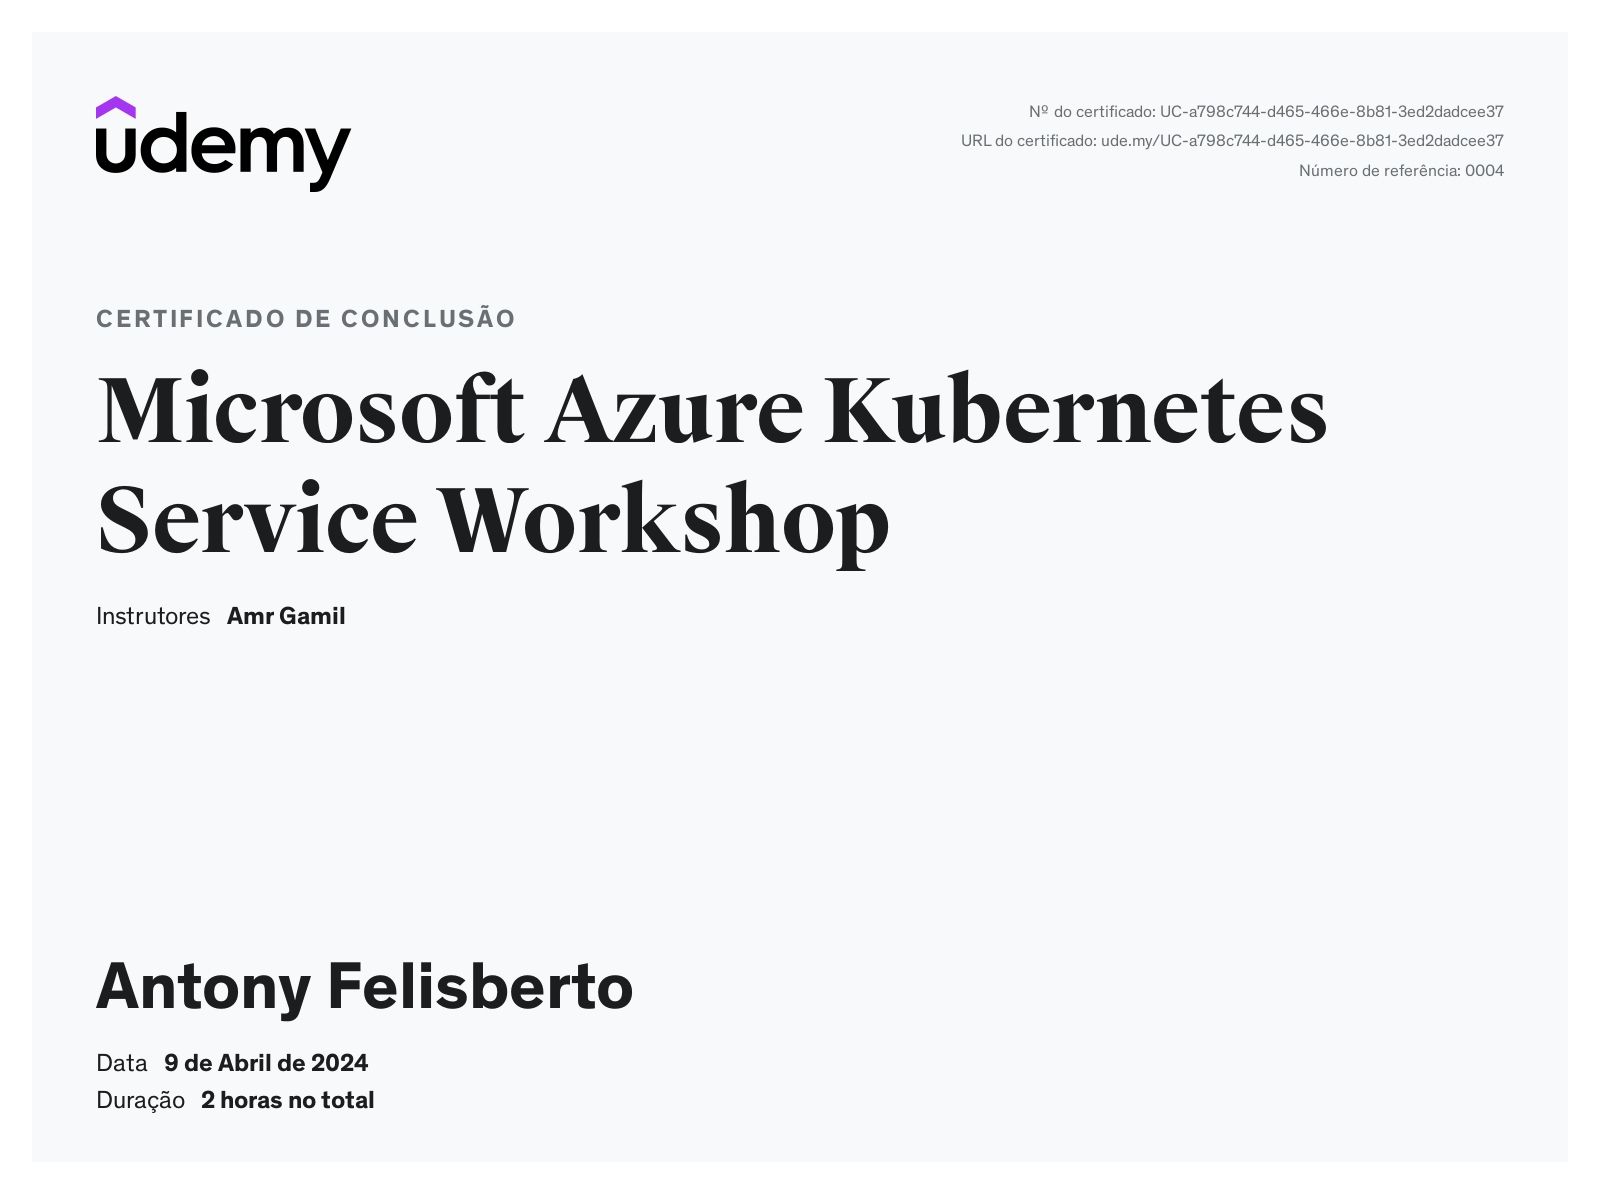 udemy
Nº do certificado: UC-a798c744-d465-466e-8b81-3ed2dadcee37
URL do certificado: ude.my/UC-a798c744-d465-466e-8b81-3ed2dadcee37
Número de referência: 0004
CERTIFICADO DE CONCLUSÃO
Microsoft Azure Kubernetes
Service Workshop
Instrutores Amr Gamil
Antony Felisberto
Data 9 de Abril de 2024
Duração 2 horas no total